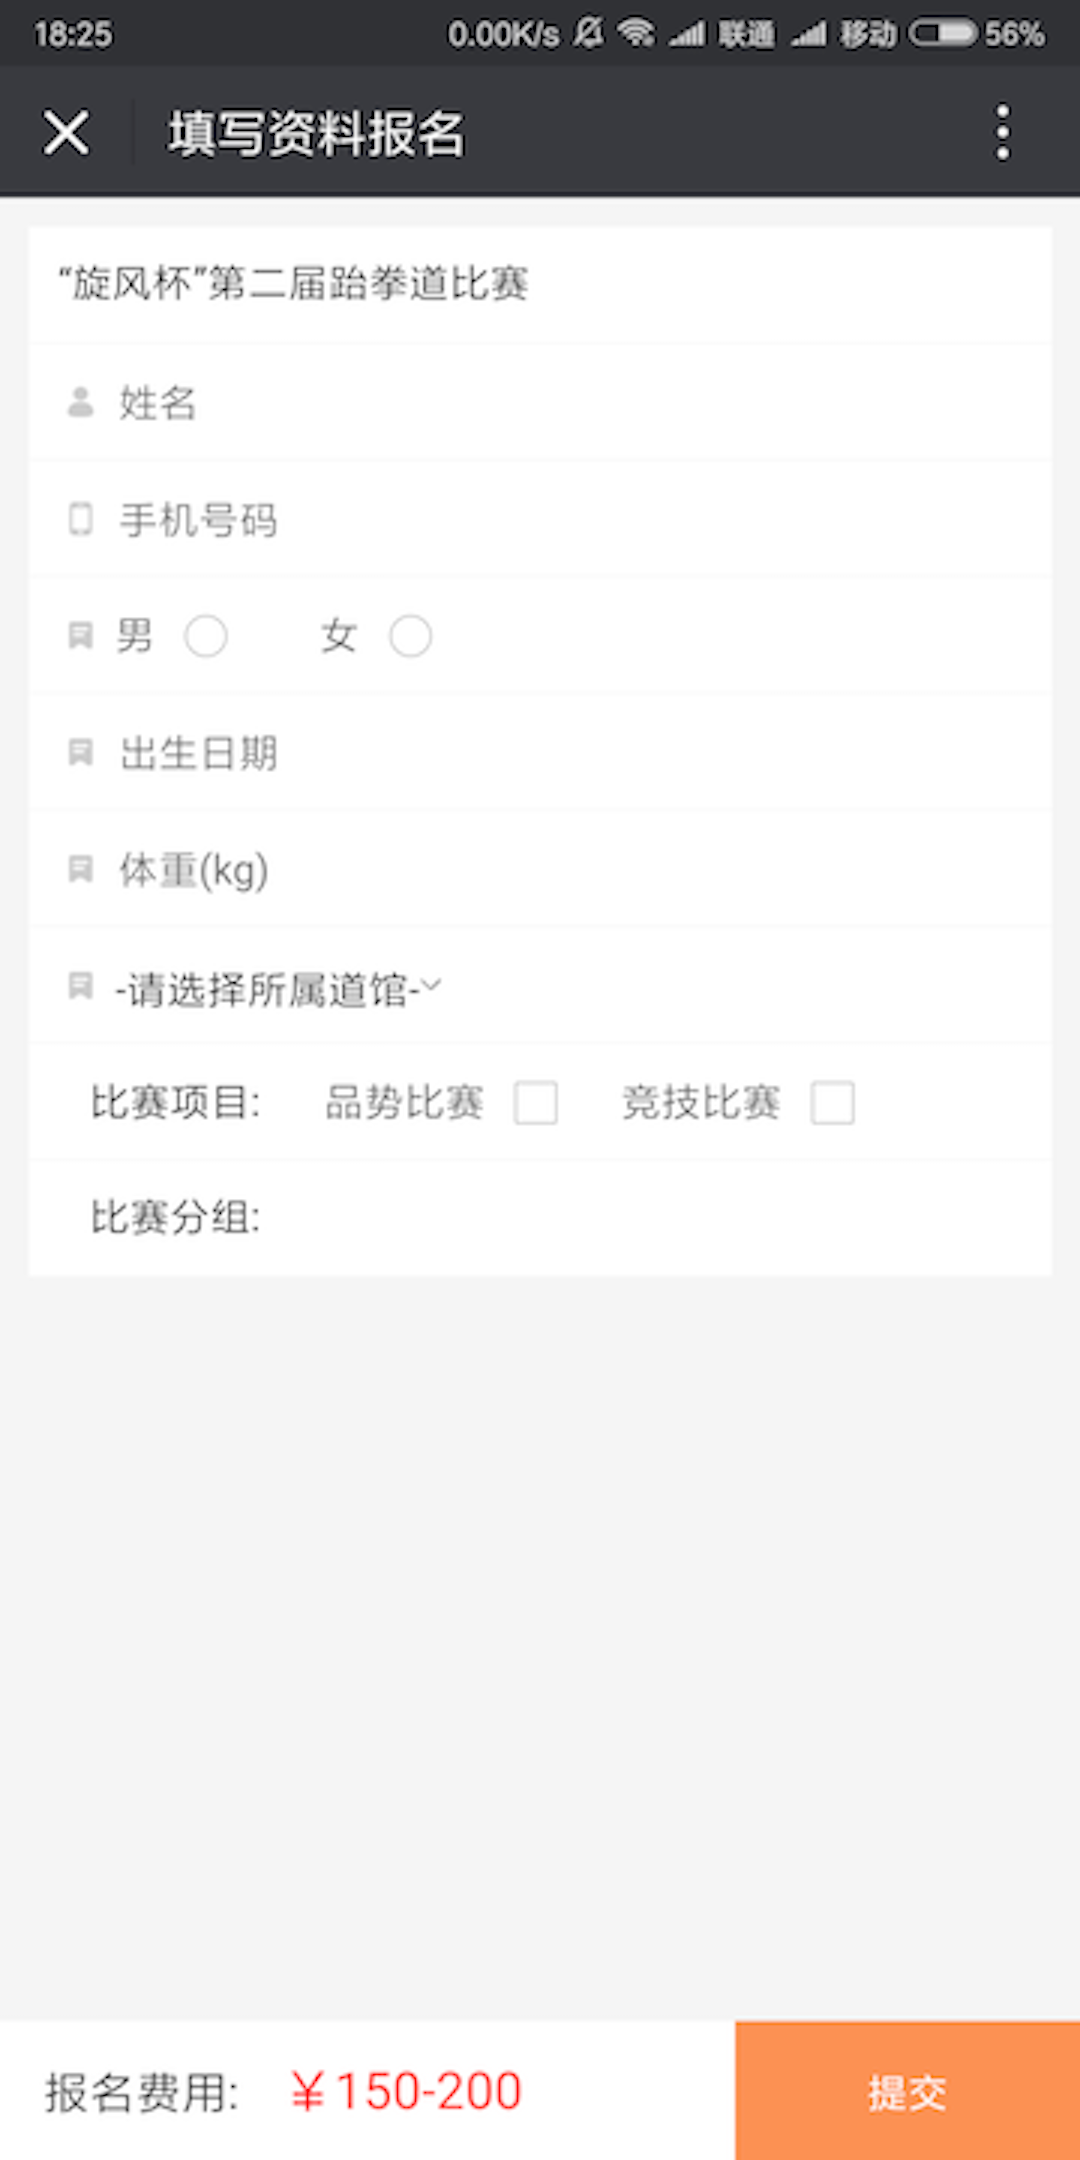 18:25 0.00K/s 联通 移动 56%
填写资料报名
“旋风杯”第二届跆拳道比赛
姓名
手机号码
男 女
出生日期
体重(kg)
-请选择所属道馆-
比赛项目: 品势比赛 竞技比赛
比赛分组:
报名费用: ￥150-200 提交